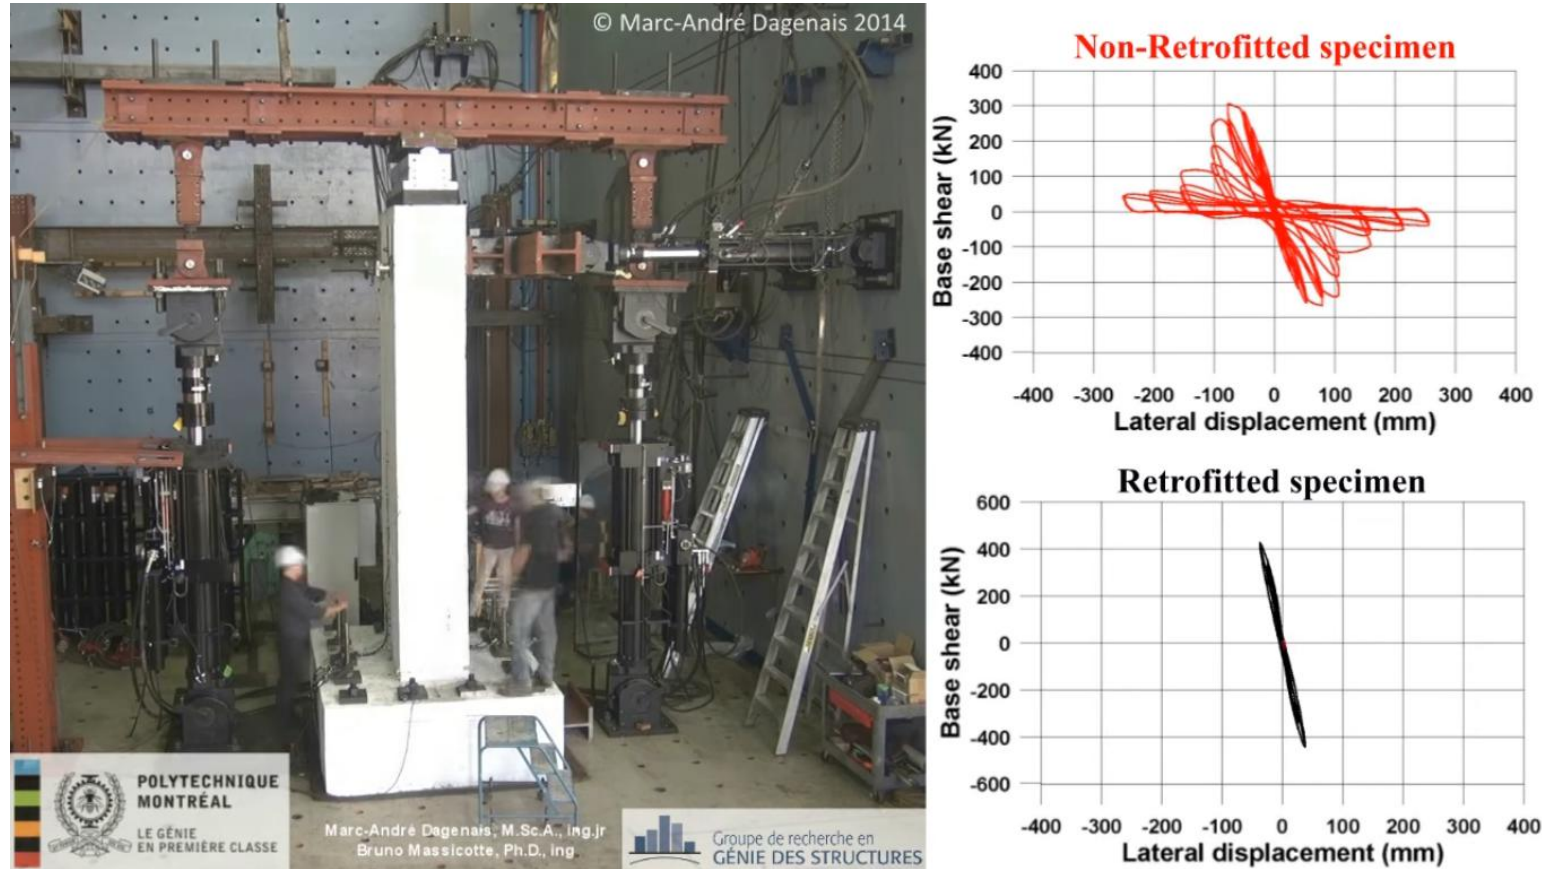 © Marc-André Dagenais 2014
POLYTECHNIQUE
MONTRÉAL
LE GÉNIE
EN PREMIÈRE CLASSE
Marc-André Dagenais, M.Sc.A., ing.jr
Bruno Massicotte, Ph.D., ing
Groupe de recherche en
GÉNIE DES STRUCTURES
Non-Retrofitted specimen
Base shear (kN)
400
300
200
100
0
-100
-200
-300
-400
-400 -300 -200 -100 0 100 200 300 400
Lateral displacement (mm)
Retrofitted specimen
Base shear (kN)
600
400
200
0
-200
-400
-600
-400 -300 -200 -100 0 100 200 300 400
Lateral displacement (mm)